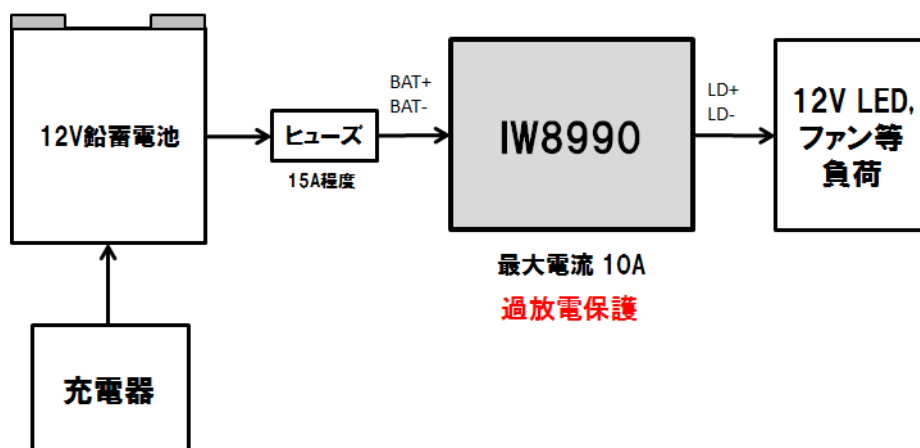 12V鉛蓄電池
ヒューズ
15A程度
BAT+
BAT-
IW8990
最大電流 10A
過放電保護
LD+
LD-
12V LED,
ファン等
負荷
充電器